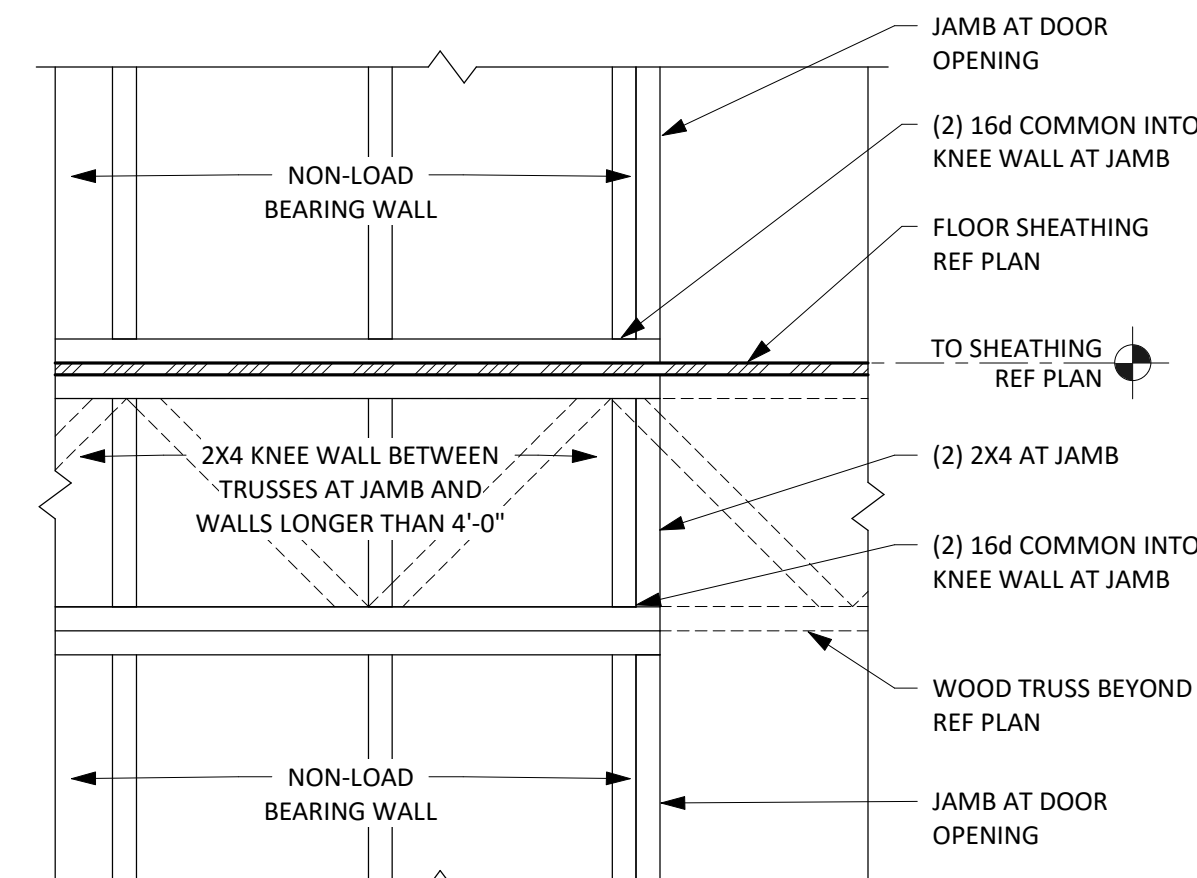 JAMB AT DOOR
OPENING
(2) 16d COMMON INTO
KNEE WALL AT JAMB
NON-LOAD
BEARING WALL
FLOOR SHEATHING
REF PLAN
TO SHEATHING
REF PLAN
2X4 KNEE WALL BETWEEN
TRUSSES AT JAMB AND
WALLS LONGER THAN 4'-0"
(2) 2X4 AT JAMB
(2) 16d COMMON INTO
KNEE WALL AT JAMB
WOOD TRUSS BEYOND
REF PLAN
NON-LOAD
BEARING WALL
JAMB AT DOOR
OPENING